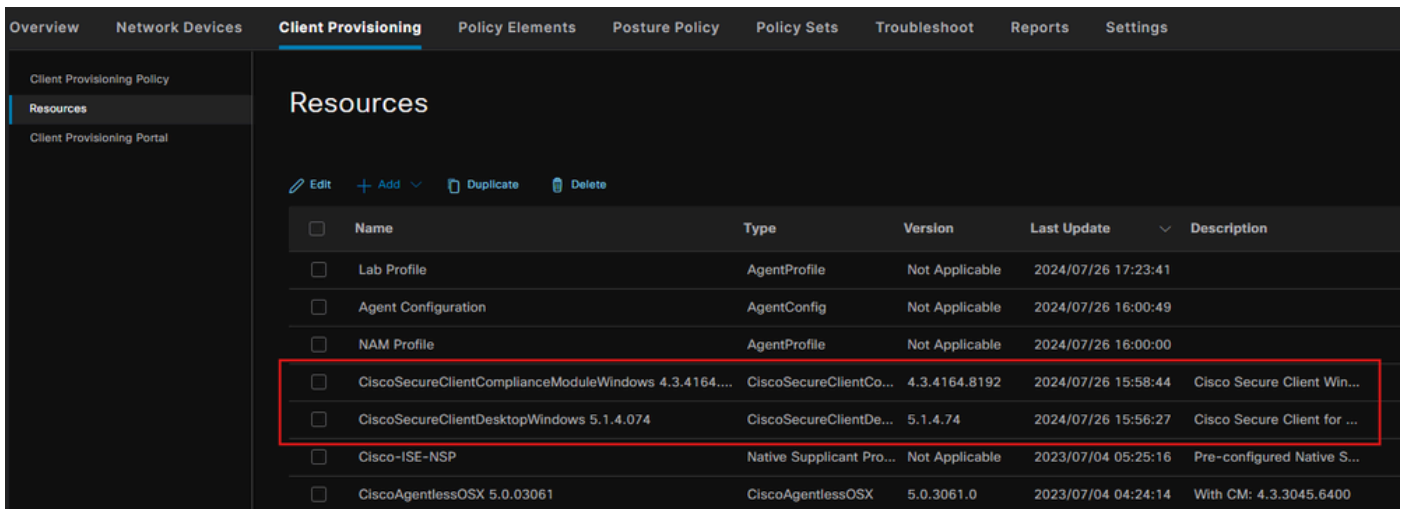 Overview Network Devices Client Provisioning Policy Elements Posture Policy Policy Sets Troubleshoot Reports Settings
Client Provisioning Policy
Resources
Client Provisioning Portal
Resources
Edit Add Duplicate Delete
Name Type Version Last Update Description
Lab Profile AgentProfile Not Applicable 2024/07/26 17:23:41
Agent Configuration AgentConfig Not Applicable 2024/07/26 16:00:49
NAM Profile AgentProfile Not Applicable 2024/07/26 16:00:00
CiscoSecureClientComplianceModuleWindows 4.3.4164.... CiscoSecureClientCo... 4.3.4164.8192 2024/07/26 15:58:44 Cisco Secure Client Win...
CiscoSecureClientDesktopWindows 5.1.4.074 CiscoSecureClientDe... 5.1.4.74 2024/07/26 15:56:27 Cisco Secure Client for ...
Cisco-ISE-NSP Native Supplicant Pro... Not Applicable 2023/07/04 05:25:16 Pre-configured Native S...
CiscoAgentlessOSX 5.0.03061 CiscoAgentlessOSX 5.0.3061.0 2023/07/04 04:24:14 With CM: 4.3.3045.6400